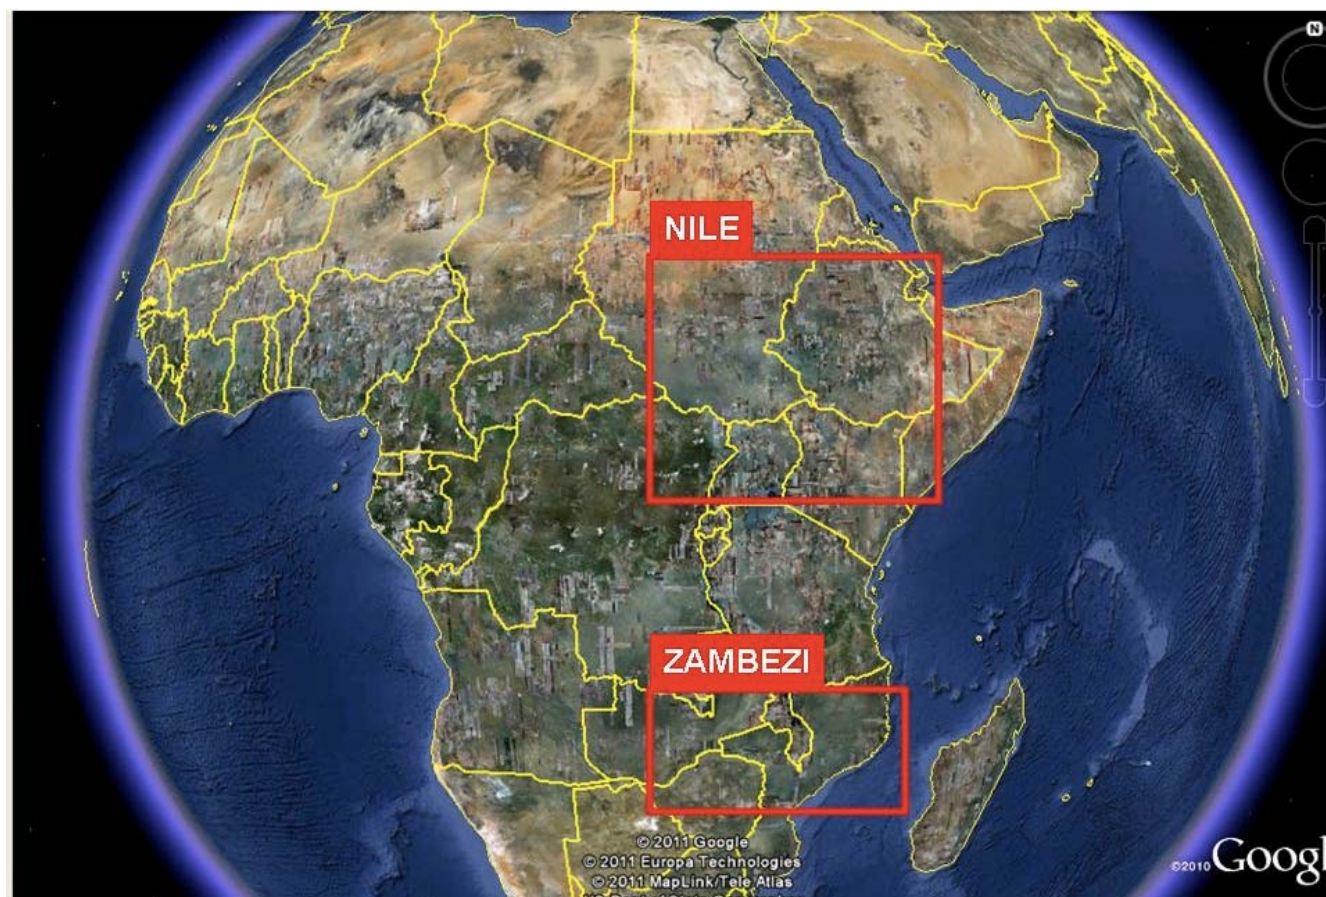 N
NILE
ZAMBEZI
© 2011 Google
© 2011 Europa Technologies
© 2011 MapLink/Tele Atlas
©2010 Googl